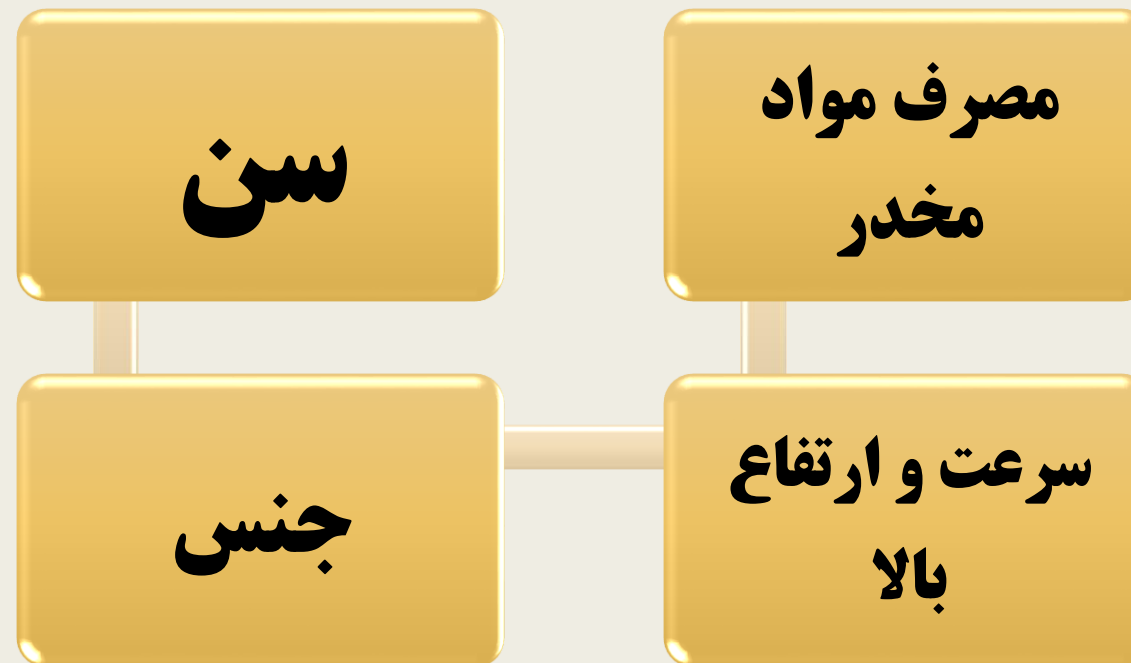 سن
جنس
سرعت و ارتفاع
بالا
مصرف مواد
مخدر